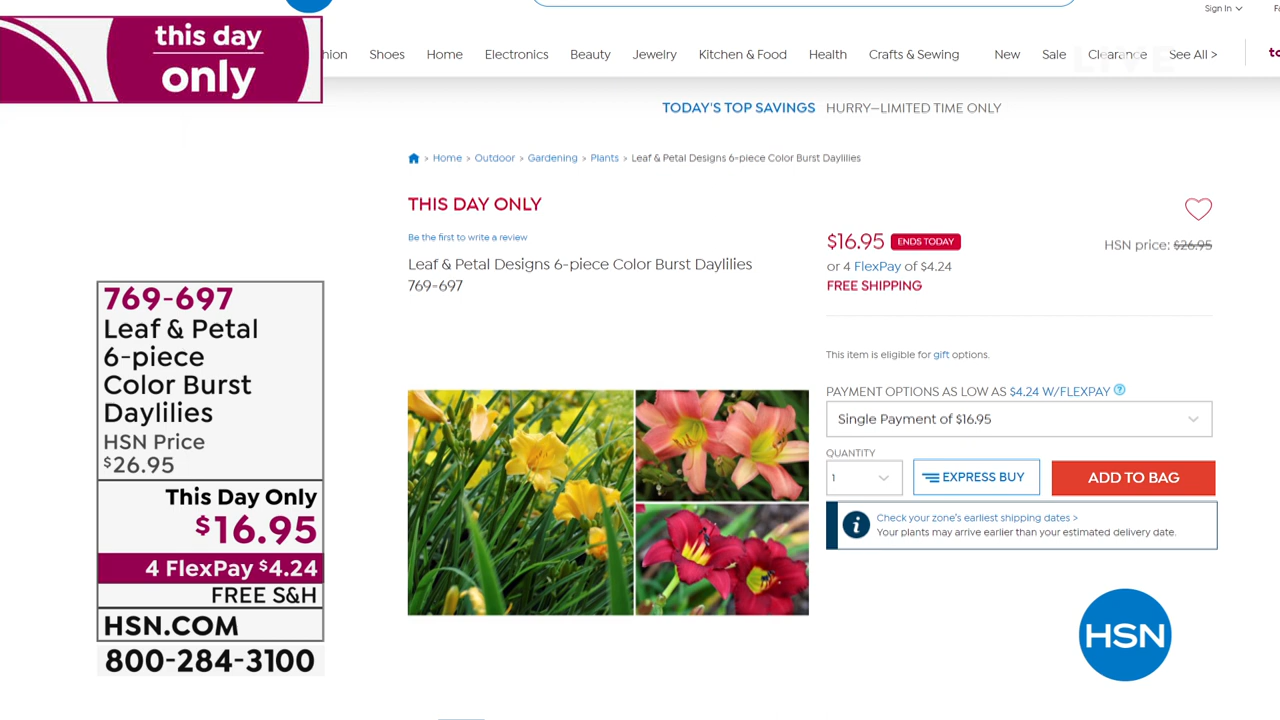 this day
only
Sign In
hion Shoes Home Electronics Beauty Jewelry Kitchen & Food Health Crafts & Sewing New Sale Clearance See All >
LIVE
TODAY'S TOP SAVINGS HURRY—LIMITED TIME ONLY
> Home > Outdoor > Gardening > Plants > Leaf & Petal Designs 6-piece Color Burst Daylilies
THIS DAY ONLY
Be the first to write a review
Leaf & Petal Designs 6-piece Color Burst Daylilies
769-697
$16.95 ENDS TODAY
HSN price: $26.95
or 4 FlexPay of $4.24
FREE SHIPPING
This item is eligible for gift options.
PAYMENT OPTIONS AS LOW AS $4.24 W/FLEXPAY ?
Single Payment of $16.95
QUANTITY
1
EXPRESS BUY
ADD TO BAG
i
Check your zone's earliest shipping dates >
Your plants may arrive earlier than your estimated delivery date.
769-697
Leaf & Petal
6-piece
Color Burst
Daylilies
HSN Price
$26.95
This Day Only
$16.95
4 FlexPay $4.24
FREE S&H
HSN.COM
800-284-3100
HSN